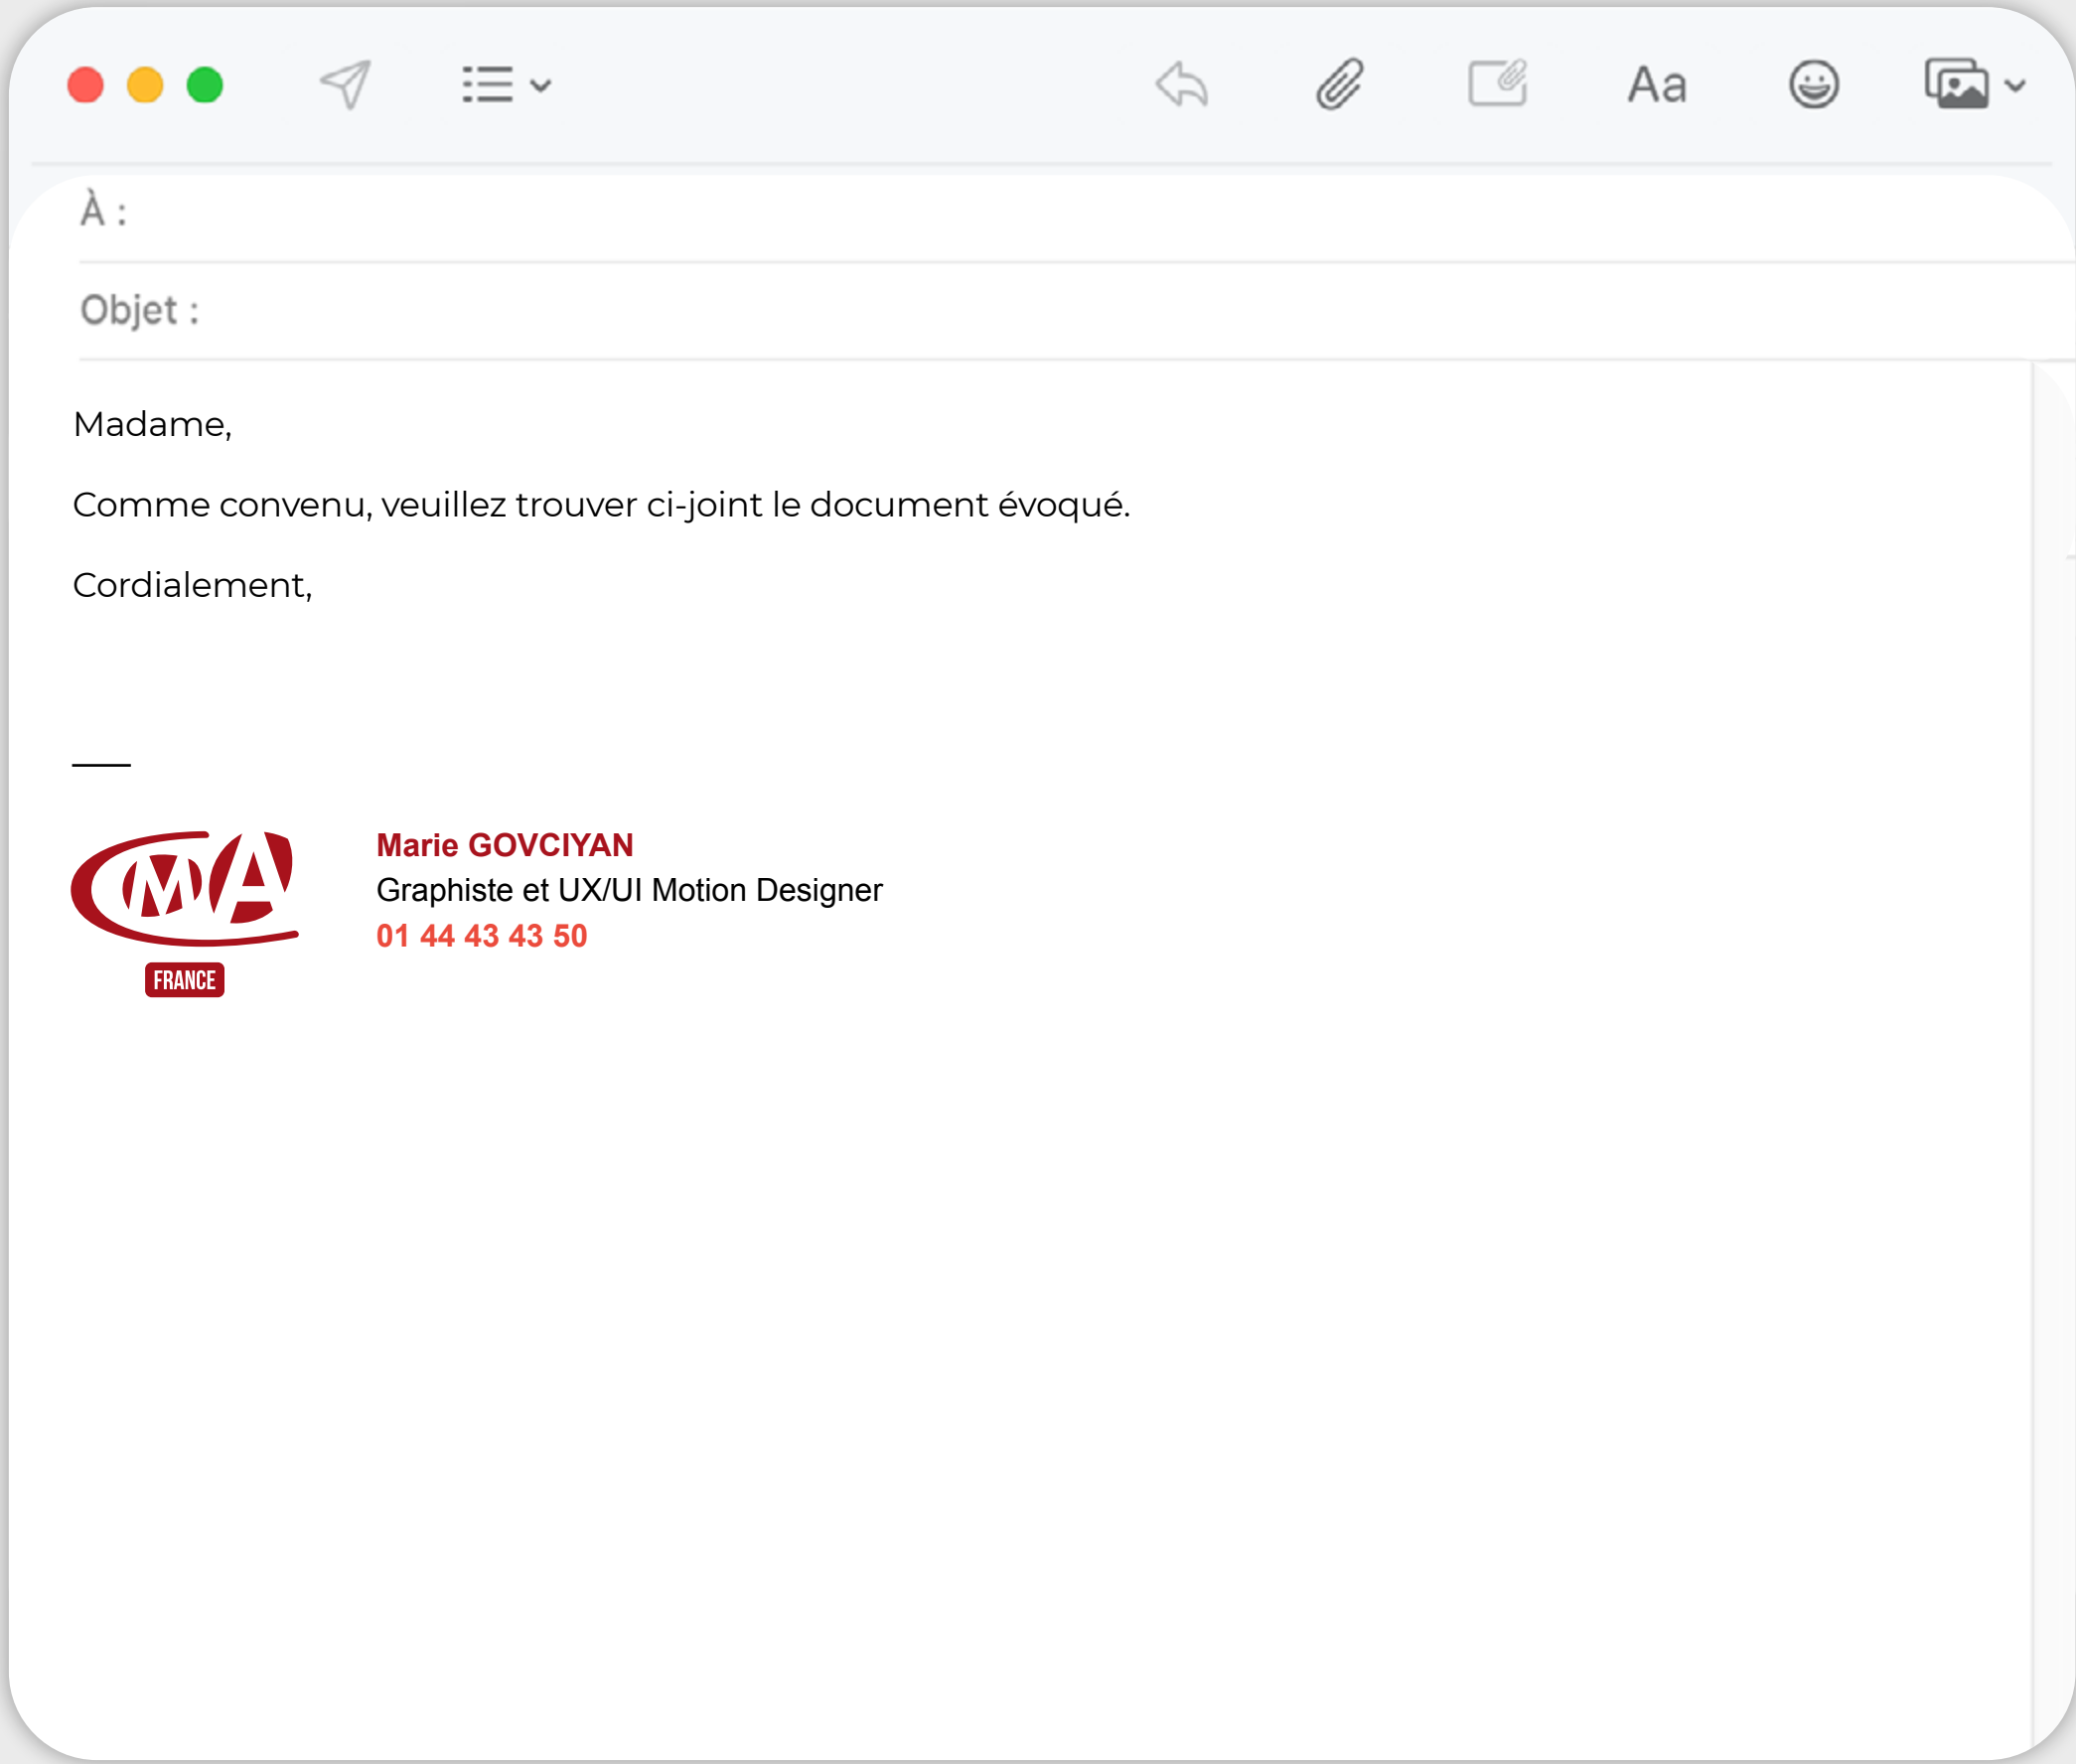 Aa
À :
Objet :
Madame,
Comme convenu, veuillez trouver ci-joint le document évoqué.
Cordialement,
CMA
FRANCE
Marie GOVCIYAN
Graphiste et UX/UI Motion Designer
01 44 43 43 50